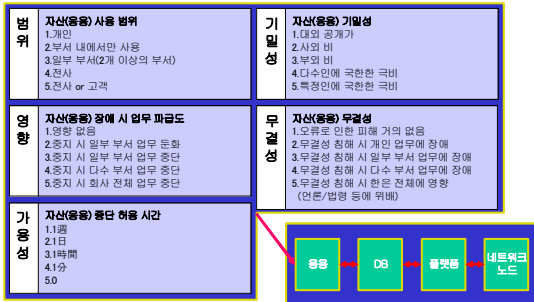 범위
자산(응용) 사용 범위
1.개인
2.부서 내에서만 사용
3.일부 부서(2개 이상의 부서)
4.전사
5.전사 or 고객
기밀성
자산(응용) 기밀성
1.대외 공개가
2.사외 비
3.부외 비
4.다수인에 국한한 극비
5.특정인에 국한한 극비
영향
자산(응용) 장애 시 업무 파급도
1.영향 없음
2.중지 시 일부 부서 업무 둔화
3.중지 시 일부 부서 업무 중단
4.중지 시 다수 부서 업무 중단
5.중지 시 회사 전체 업무 중단
무결성
자산(응용) 무결성
1.오류로 인한 피해 거의 없음
2.무결성 침해 시 개인 업무에 장애
3.무결성 침해 시 일부 부서 업무에 장애
4.무결성 침해 시 다수 부서 업무에 장애
5.무결성 침해 시 한은 전체에 영향
(언론/법령 등에 위배)
가용성
자산(응용) 중단 허용 시간
1.1週
2.1日
3.1時間
4.1分
5.0
응용
DB
플랫폼
네트워크
노드